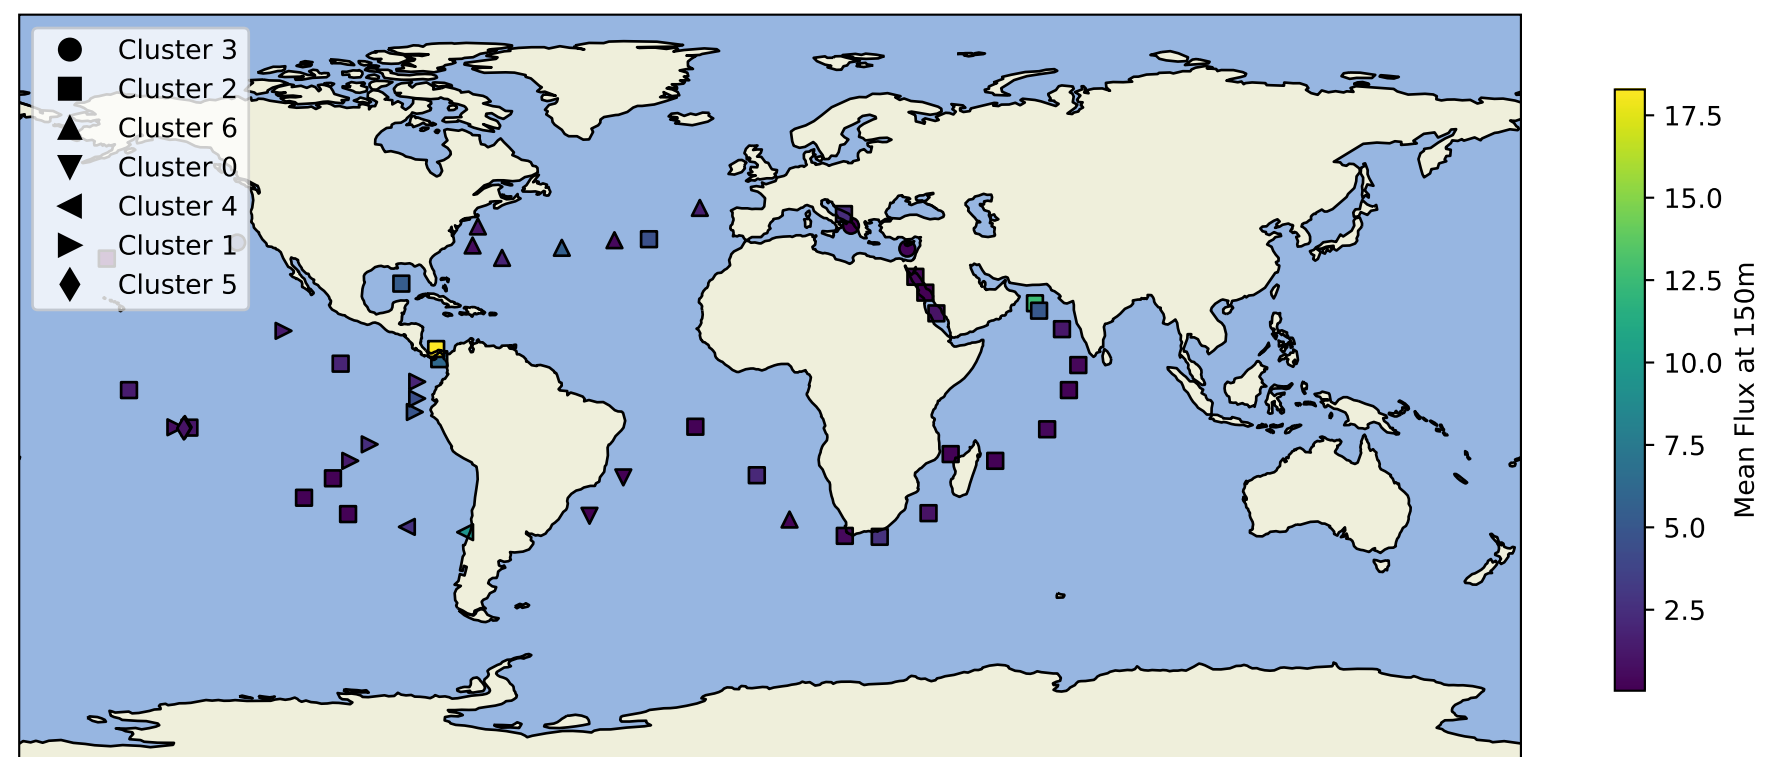 Cluster 3
Cluster 2
Cluster 6
Cluster 0
Cluster 4
Cluster 1
Cluster 5
17.5
15.0
12.5
10.0
7.5
5.0
2.5
Mean Flux at 150m